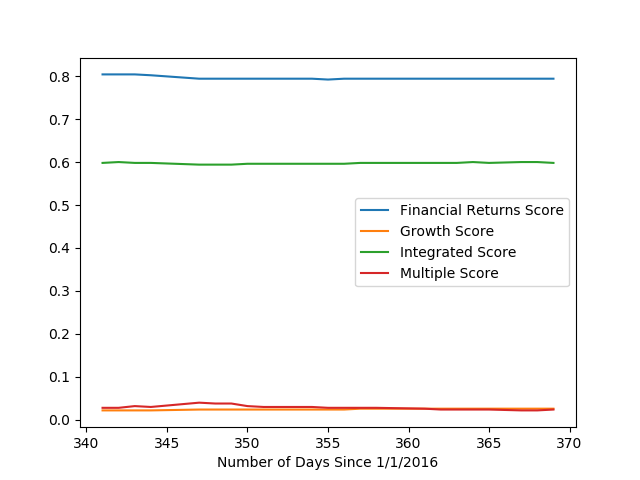 0.8
0.7
0.6
0.5
0.4
0.3
0.2
0.1
0.0
Financial Returns Score
Growth Score
Integrated Score
Multiple Score
340 345 350 355 360 365 370
Number of Days Since 1/1/2016